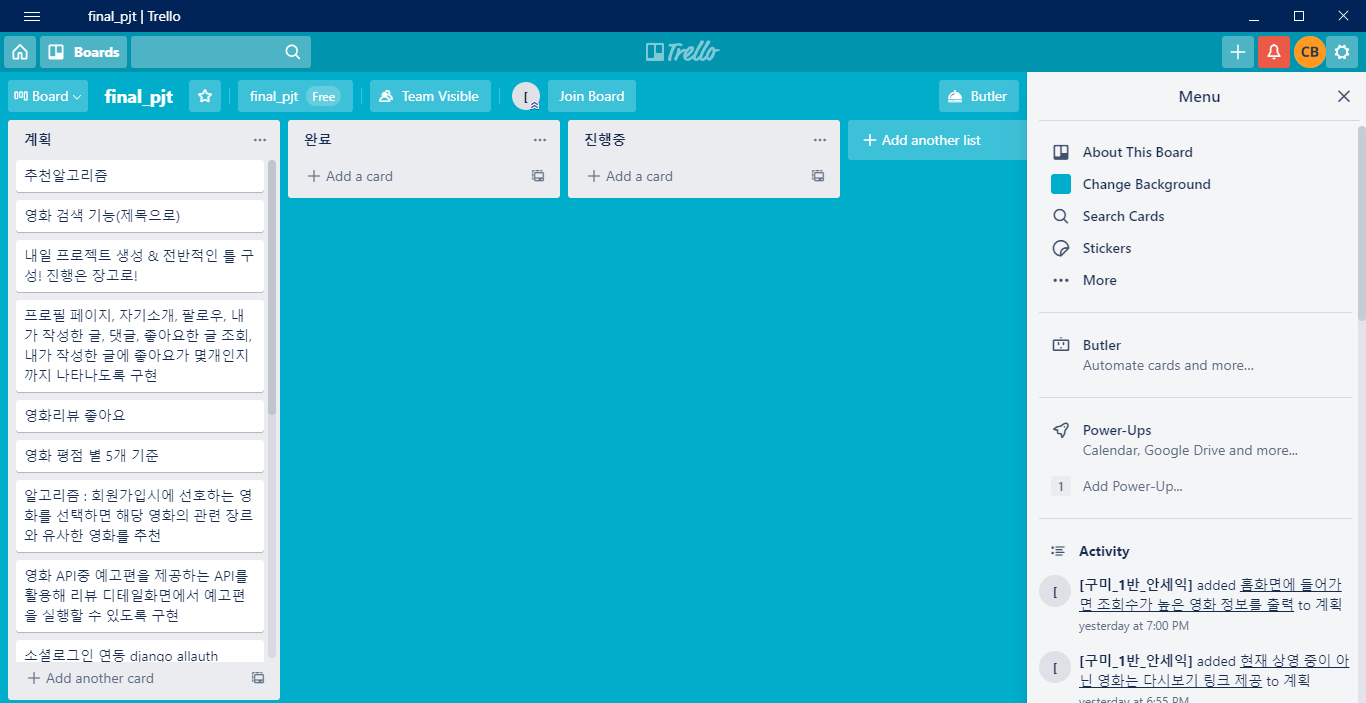 final_pjt | Trello
Boards
Trello
CB
Board
final_pjt
final_pjt Free
Team Visible
[
Join Board
Butler
계획
추천알고리즘
영화 검색 기능(제목으로)
내일 프로젝트 생성 & 전반적인 틀 구
성! 진행은 장고로!
프로필 페이지, 자기소개, 팔로우, 내
가 작성한 글, 댓글, 좋아요한 글 조회,
내가 작성한 글에 좋아요가 몇개인지
까지 나타나도록 구현
영화리뷰 좋아요
영화 평점 별 5개 기준
알고리즘 : 회원가입시에 선호하는 영
화를 선택하면 해당 영화의 관련 장르
와 유사한 영화를 추천
영화 API중 예고편을 제공하는 API를
활용해 리뷰 디테일화면에서 예고편
을 실행할 수 있도록 구현
소셜로그인 연동 django allauth
Add another card
완료
Add a card
진행중
Add a card
Add another list
Menu
About This Board
Change Background
Search Cards
Stickers
More
Butler
Automate cards and more...
Power-Ups
Calendar, Google Drive and more...
1 Add Power-Up...
Activity
[
[구미_1반_안세익] added 홈화면에 들어가
면 조회수가 높은 영화 정보를 출력 to 계획
yesterday at 7:00 PM
[
[구미_1반_안세익] added 현재 상영 중이 아
닌 영화는 다시보기 링크 제공 to 계획
yesterday at 6:55 PM